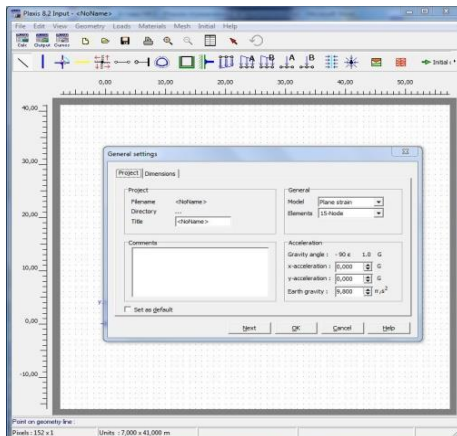 Plexis 8.2 Input - <NoName>
File Edit View Geometry Loads Materials Mesh Initial Help
Calc Output Curves
A B A B
Initial c
0,00 10,00 20,00 30,00 40,00 50,00
40,00
30,00
20,00
10,00
0,00
-10,00
General settings
Project Dimensions
Project
Filename <NoName>
Directory
Title <NoName>
Comments
Set as default
General
Model Plane strain
Elements 15-Node
Acceleration
Gravity angle : - 90 ° 1.0 G
x-acceleration : 0,000 G
y-acceleration : 0,000 G
Earth gravity : 9,800 m/s²
Next OK Cancel Help
Point on geometry line :
Pixels : 152 x 1 Units : 7,000 x 41,000 m